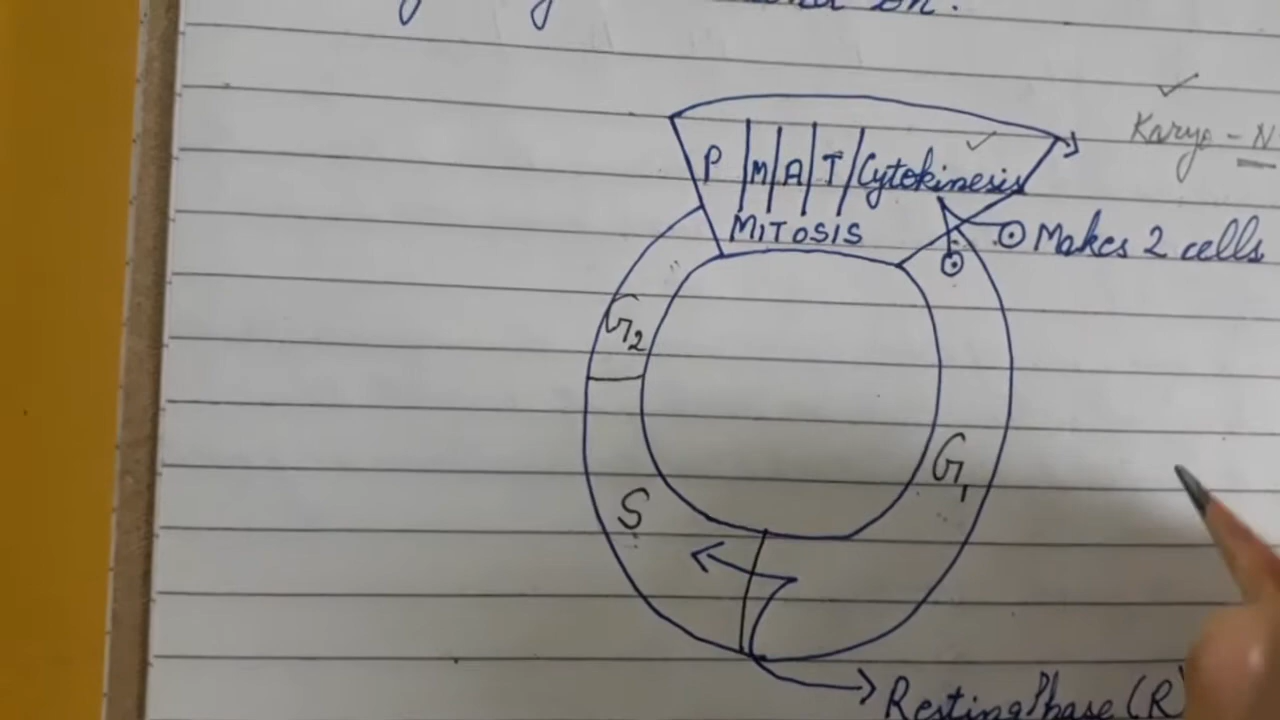 Karyo - N
P M A T Cytokinesis
MITOSIS
Makes 2 cells
G2
G1
S
Resting Phase (R)